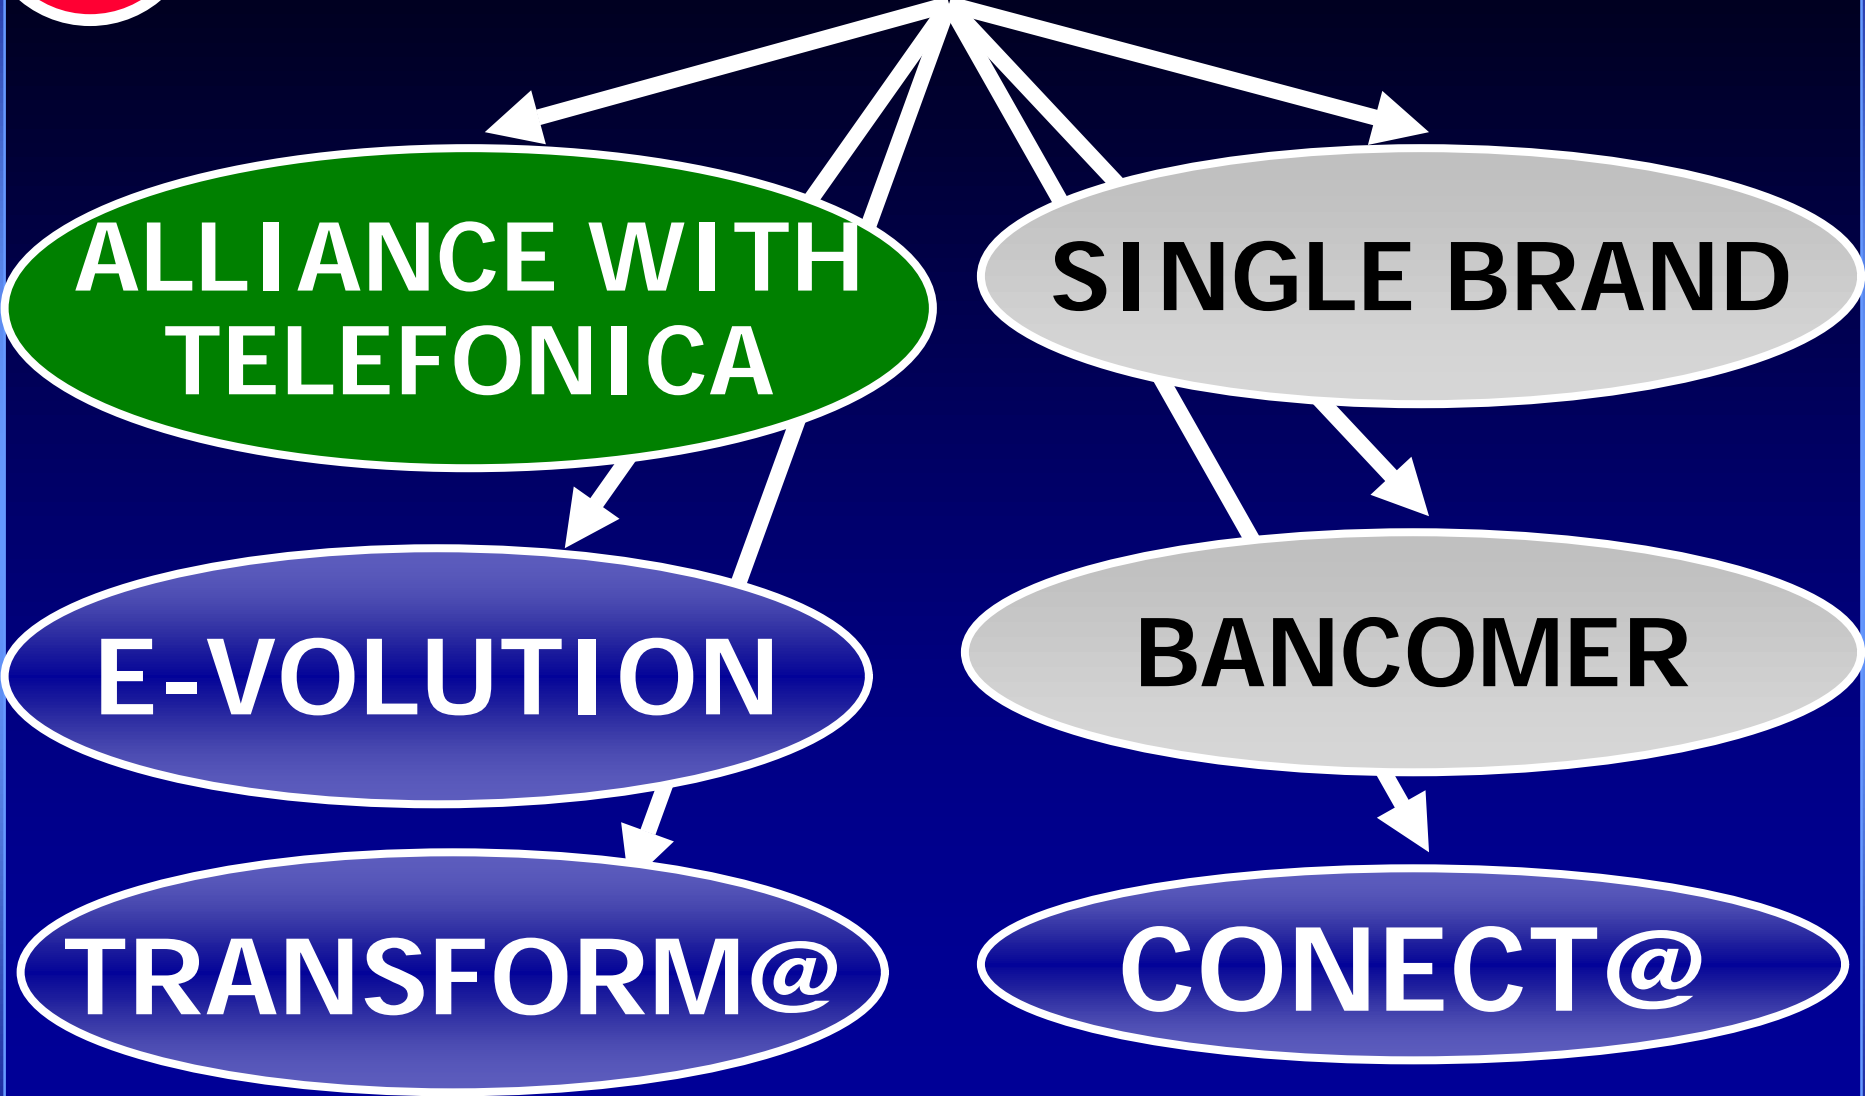 ALLIANCE WITH
TELEFONICA
SINGLE BRAND
E-VOLUTION
BANCOMER
TRANSFORM@
CONECT@